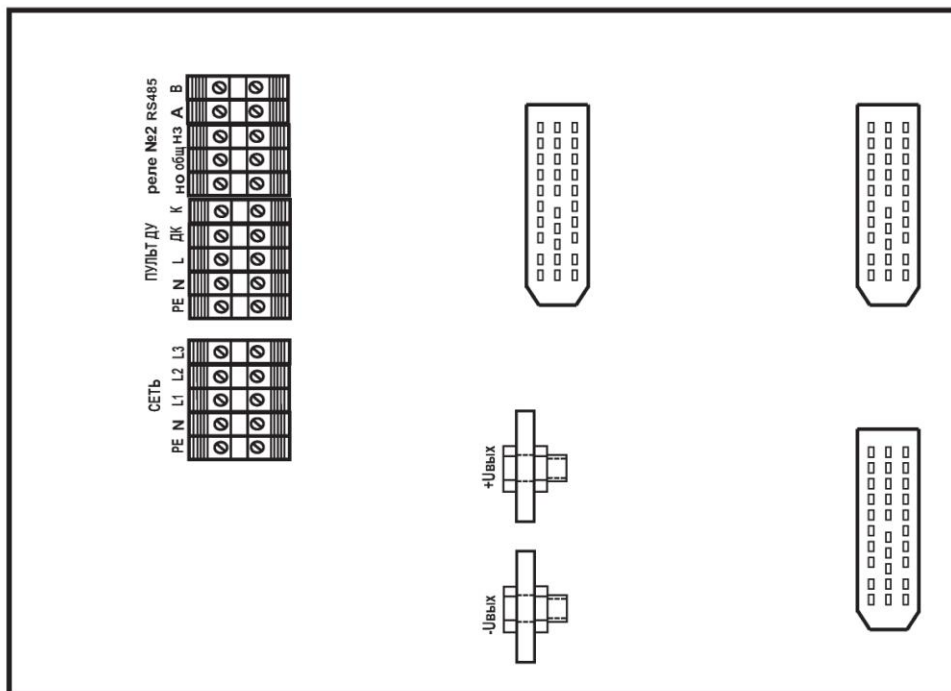 RS485
В
А
реле №2
НЗ
общ
НО
ПУЛЬТ ДУ
К
ДК
L
N
PE
СЕТЬ
L3
L2
L1
N
PE
+Uвых
-Uвых